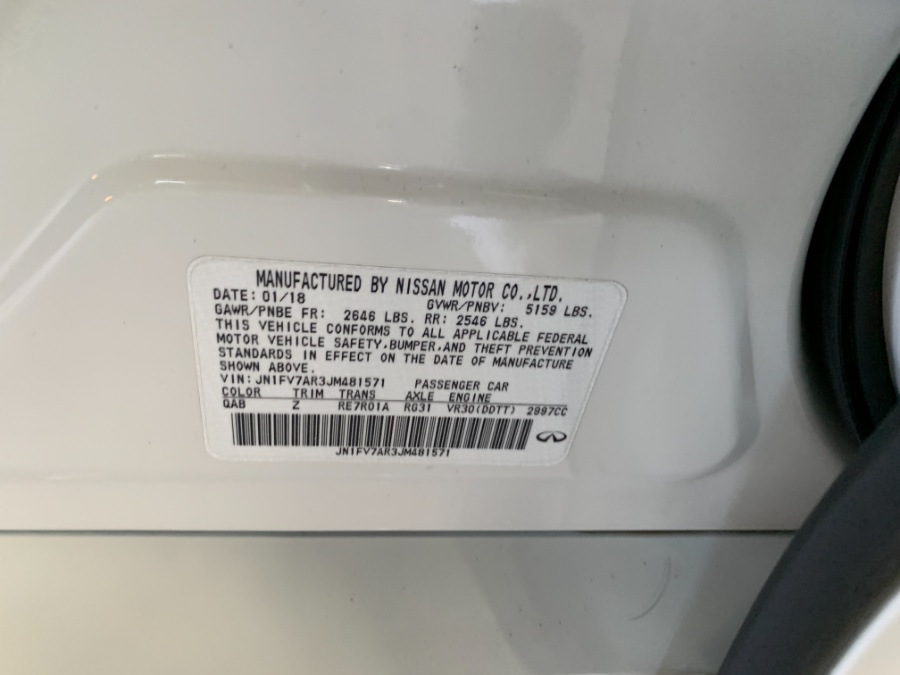 MANUFACTURED BY NISSAN MOTOR CO.,LTD.
DATE: 01/18 GVWR/PNBV: 5159 LBS.
GAWR/PNBE FR: 2646 LBS. RR: 2546 LBS.
THIS VEHICLE CONFORMS TO ALL APPLICABLE FEDERAL
MOTOR VEHICLE SAFETY,BUMPER,AND THEFT PREVENTION
STANDARDS IN EFFECT ON THE DATE OF MANUFACTURE
SHOWN ABOVE.
VIN: JN1FV7AR3JM481571 PASSENGER CAR
COLOR TRIM TRANS AXLE ENGINE
QAB Z RE7R01A RG31 VR30(DDTT) 2997CC
JN1FV7AR3JM481571